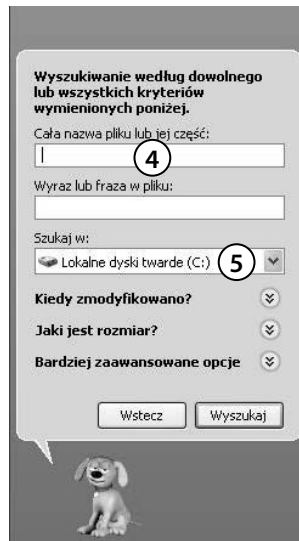 Wyszukiwanie według dowolnego
lub wszystkich kryteriów
wymienionych poniżej.
Cała nazwa pliku lub jej część:
4
Wyraz lub fraza w pliku:
Szukaj w:
Lokalne dyski twarde (C:) 5
Kiedy zmodyfikowano?
Jaki jest rozmiar?
Bardziej zaawansowane opcje
Wstecz Wyszukaj